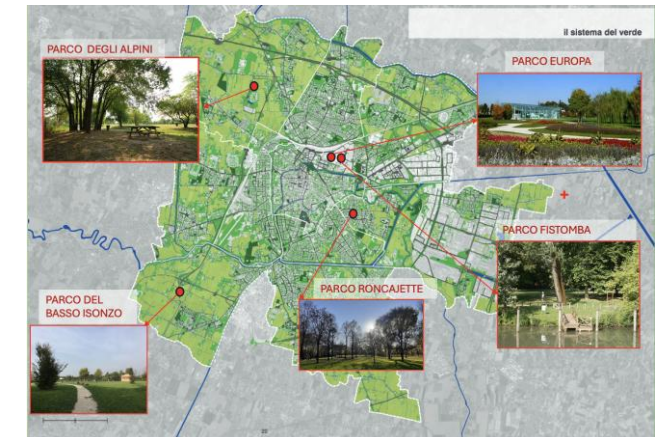 il sistema del verde
PARCO DEGLI ALPINI
PARCO EUROPA
PARCO FISTOMBA
PARCO RONCAJETTE
PARCO DEL
BASSO ISONZO